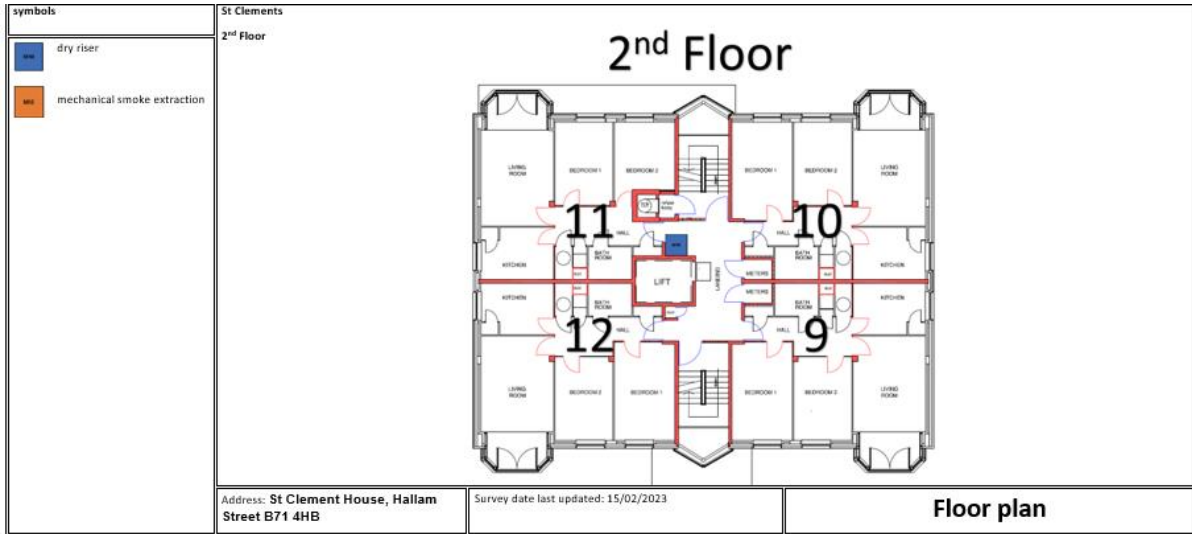 symbols
dry riser
mechanical smoke extraction
St Clements
2nd Floor
2nd Floor
LIVING ROOM
BEDROOM 1
BEDROOM 2
BEDROOM 1
BEDROOM 2
LIVING ROOM
11
10
HALL
HALL
KITCHEN
BATH ROOM
BATH ROOM
KITCHEN
LIFT
LANDING
METERS
METERS
KITCHEN
BATH ROOM
BATH ROOM
KITCHEN
12
9
HALL
HALL
LIVING ROOM
BEDROOM 2
BEDROOM 1
BEDROOM 1
BEDROOM 2
LIVING ROOM
Address: St Clement House, Hallam
Street B71 4HB
Survey date last updated: 15/02/2023
Floor plan